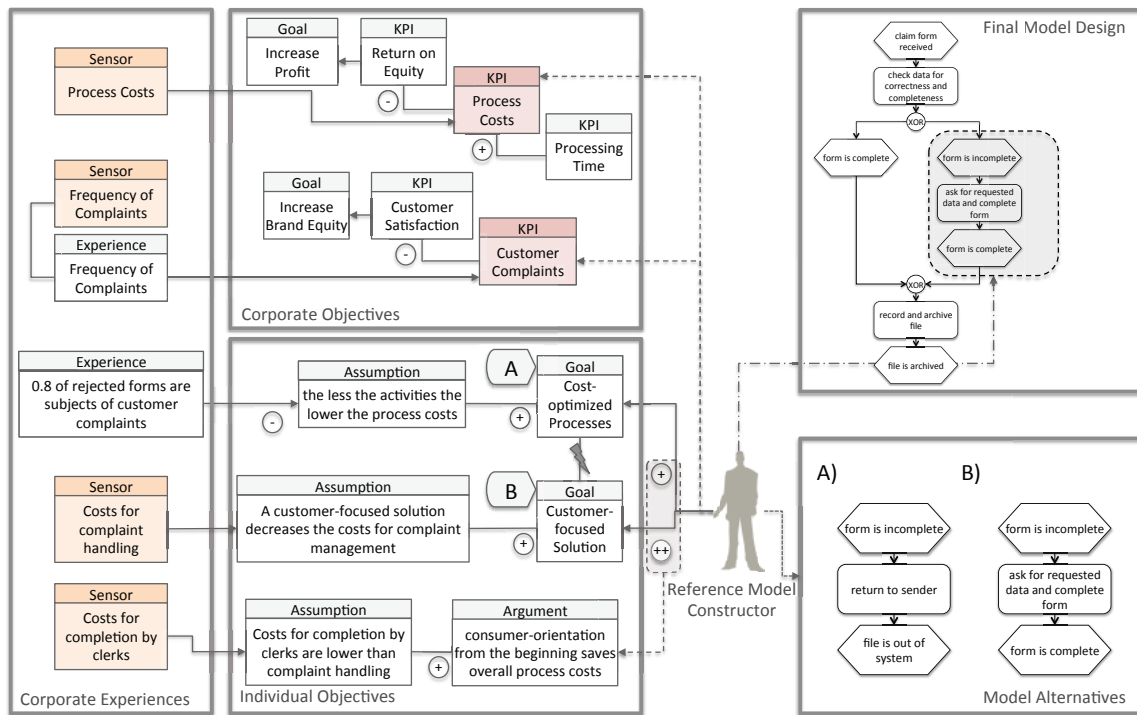 Sensor
Process Costs
Sensor
Frequency of
Complaints
Experience
Frequency of
Complaints
Experience
0.8 of rejected forms are
subjects of customer
complaints
Sensor
Costs for
complaint
handling
Sensor
Costs for
completion by
clerks
Corporate Experiences
Goal
Increase
Profit
KPI
Return on
Equity
-
KPI
Process
Costs
+
KPI
Processing
Time
Goal
Increase
Brand Equity
KPI
Customer
Satisfaction
-
KPI
Customer
Complaints
Corporate Objectives
Assumption
the less the activities the
lower the process costs
-
A
+
Goal
Cost-
optimized
Processes
Assumption
A customer-focused solution
decreases the costs for complaint
management
B
+
Goal
Customer-
focused
Solution
+
++
Assumption
Costs for completion by
clerks are lower than
complaint handling
+
Argument
consumer-orientation
from the beginning saves
overall process costs
Individual Objectives
Reference Model
Constructor
Final Model Design
claim form
received
check data for
correctness and
completeness
XOR
form is complete
form is incomplete
ask for requested
data and complete
form
form is complete
XOR
record and archive
file
file is archived
A)
form is incomplete
return to sender
file is out of
system
B)
form is incomplete
ask for requested
data and complete
form
form is complete
Model Alternatives